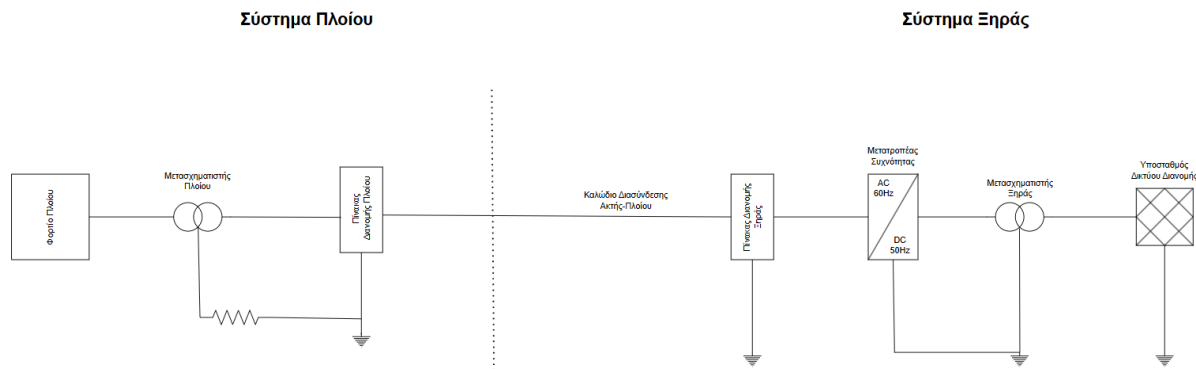 Σύστημα Πλοίου
Σύστημα Ξηράς
Φορτίο Πλοίου
Μετασχηματιστής
Πλοίου
Πίνακας
Διανομής Πλοίου
Καλώδιο Διασύνδεσης
Ακτής-Πλοίου
Πίνακας Διανομής
Ξηράς
Μετατροπέας
Συχνότητας
AC
60Hz
DC
50Hz
Μετασχηματιστής
Ξηράς
Υποσταθμός
Δικτύου Διανομής